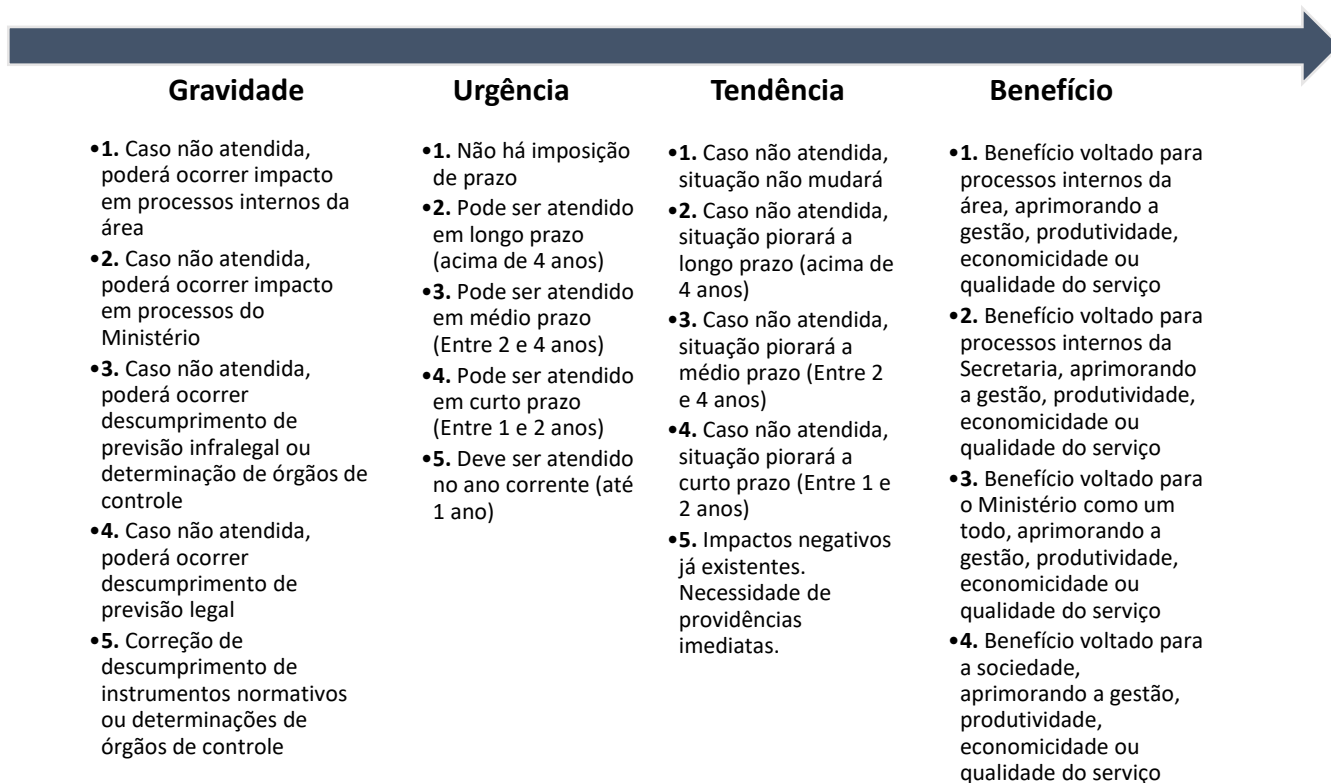 Gravidade
•1. Caso não atendida,
poderá ocorrer impacto
em processos internos da
área
•2. Caso não atendida,
poderá ocorrer impacto
em processos do
Ministério
•3. Caso não atendida,
poderá ocorrer
descumprimento de
previsão infralegal ou
determinação de órgãos de
controle
•4. Caso não atendida,
poderá ocorrer
descumprimento de
previsão legal
•5. Correção de
descumprimento de
instrumentos normativos
ou determinações de
órgãos de controle
Urgência
•1. Não há imposição
de prazo
•2. Pode ser atendido
em longo prazo
(acima de 4 anos)
•3. Pode ser atendido
em médio prazo
(Entre 2 e 4 anos)
•4. Pode ser atendido
em curto prazo
(Entre 1 e 2 anos)
•5. Deve ser atendido
no ano corrente (até
1 ano)
Tendência
•1. Caso não atendida,
situação não mudará
•2. Caso não atendida,
situação piorará a
longo prazo (acima de
4 anos)
•3. Caso não atendida,
situação piorará a
médio prazo (Entre 2
e 4 anos)
•4. Caso não atendida,
situação piorará a
curto prazo (Entre 1 e
2 anos)
•5. Impactos negativos
já existentes.
Necessidade de
providências
imediatas.
Benefício
•1. Benefício voltado para
processos internos da
área, aprimorando a
gestão, produtividade,
economicidade ou
qualidade do serviço
•2. Benefício voltado para
processos internos da
Secretaria, aprimorando
a gestão, produtividade,
economicidade ou
qualidade do serviço
•3. Benefício voltado para
o Ministério como um
todo, aprimorando a
gestão, produtividade,
economicidade ou
qualidade do serviço
•4. Benefício voltado para
a sociedade,
aprimorando a gestão,
produtividade,
economicidade ou
qualidade do serviço